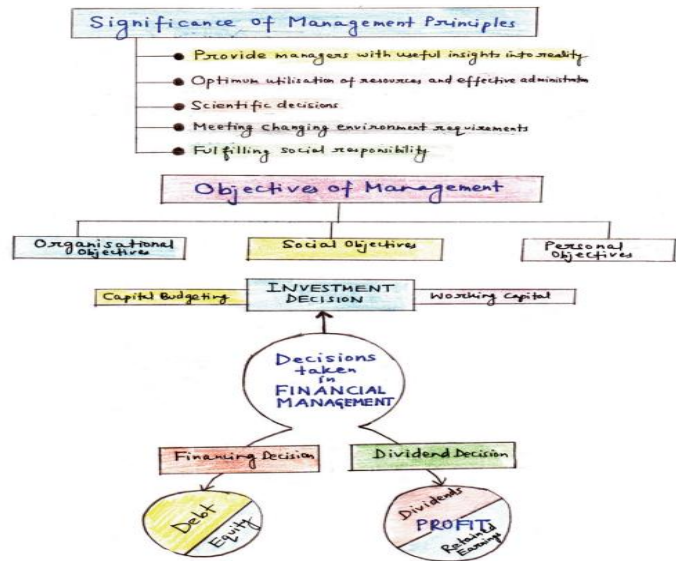 Significance of Management Principles
Provide managers with useful insights into reality
Optimum utilisation of resources and effective administration
Scientific decisions
Meeting changing environment requirements
Fulfilling social responsibility
Objectives of Management
Organisational
Objectives
Social Objectives
Personal
Objectives
Capital Budgeting
INVESTMENT
DECISION
Working Capital
Decisions
taken
in
FINANCIAL
MANAGEMENT
Financing Decision
Dividend Decision
Debt
Equity
Dividends
PROFIT
Retained
Earnings